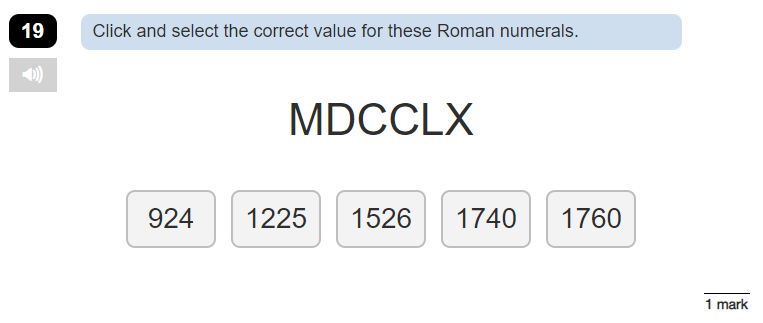 19
Click and select the correct value for these Roman numerals.
MDCCLX
924 1225 1526 1740 1760
1 mark